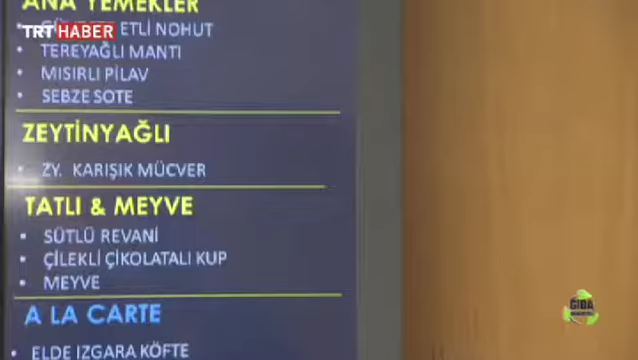 TRT HABER
ANA YEMEKLER
ETLİ NOHUT
• TEREYAĞLI MANTI
• MISIRLI PİLAV
• SEBZE SOTE
ZEYTİNYAĞLI
• ZY. KARIŞIK MÜCVER
TATLI & MEYVE
• SÜTLÜ REVANİ
• ÇİLEKLİ ÇİKOLATALI KUP
• MEYVE
A LA CARTE
• ELDE IZGARA KÖFTE
GIDA